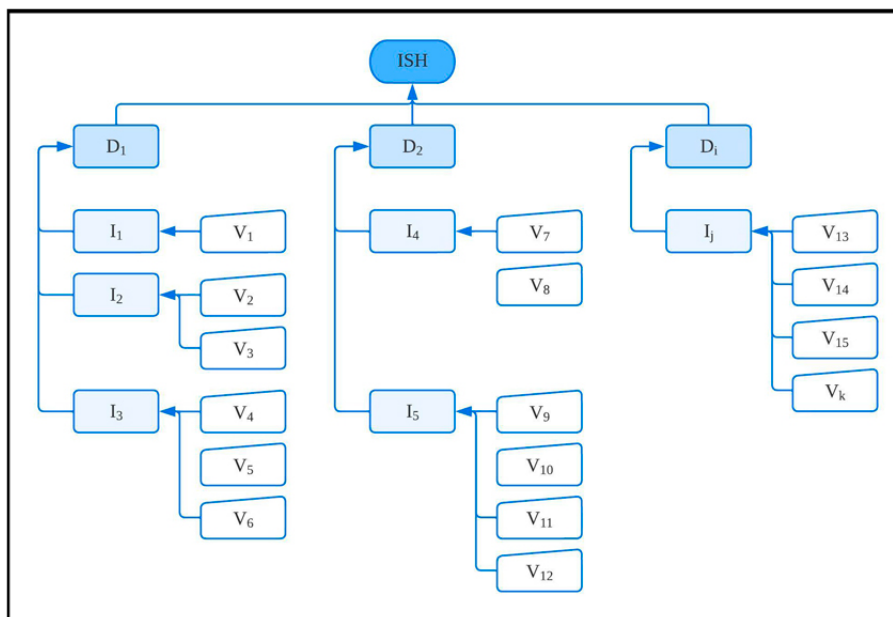 ISH
D₁ D₂ Dᵢ
I₁ V₁ I₄ V₇ Iⱼ V₁₃
V₈ V₁₄
I₂ V₂
V₃ V₁₅
Vₖ
I₃ V₄ I₅ V₉
V₅ V₁₀
V₆ V₁₁
V₁₂